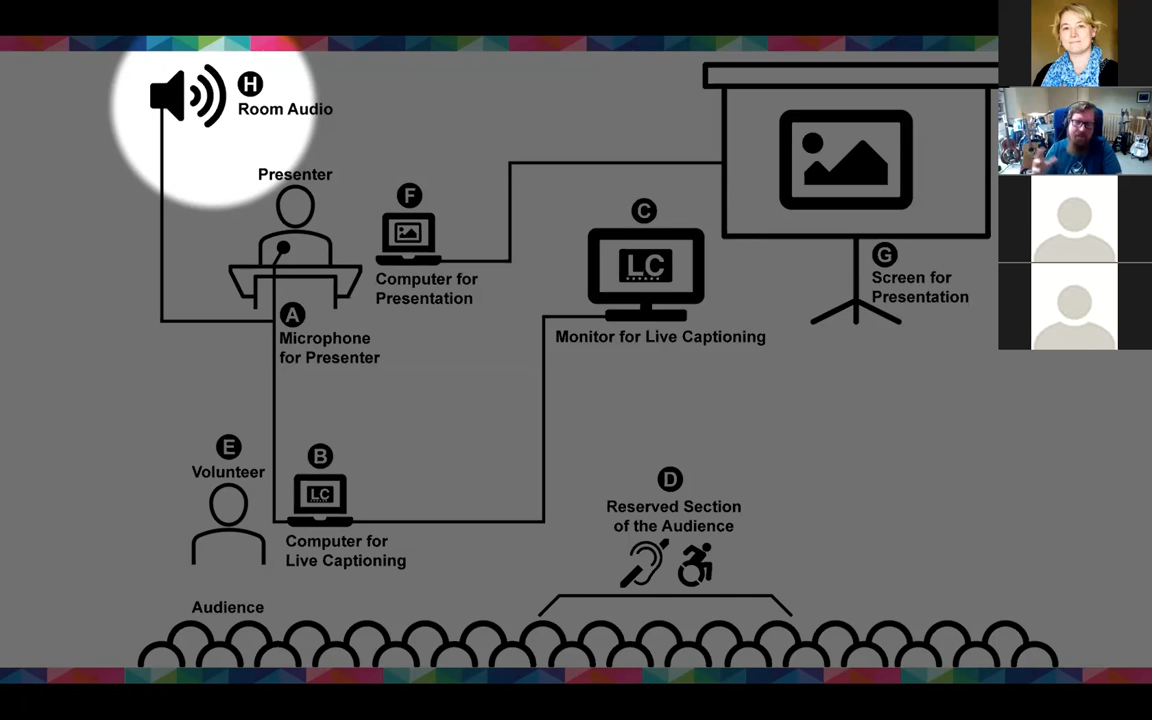 H
Room Audio
Presenter
F
Computer for
Presentation
C
LC
Monitor for Live Captioning
G
Screen for
Presentation
A
Microphone
for Presenter
E
Volunteer
B
LC
Computer for
Live Captioning
D
Reserved Section
of the Audience
Audience